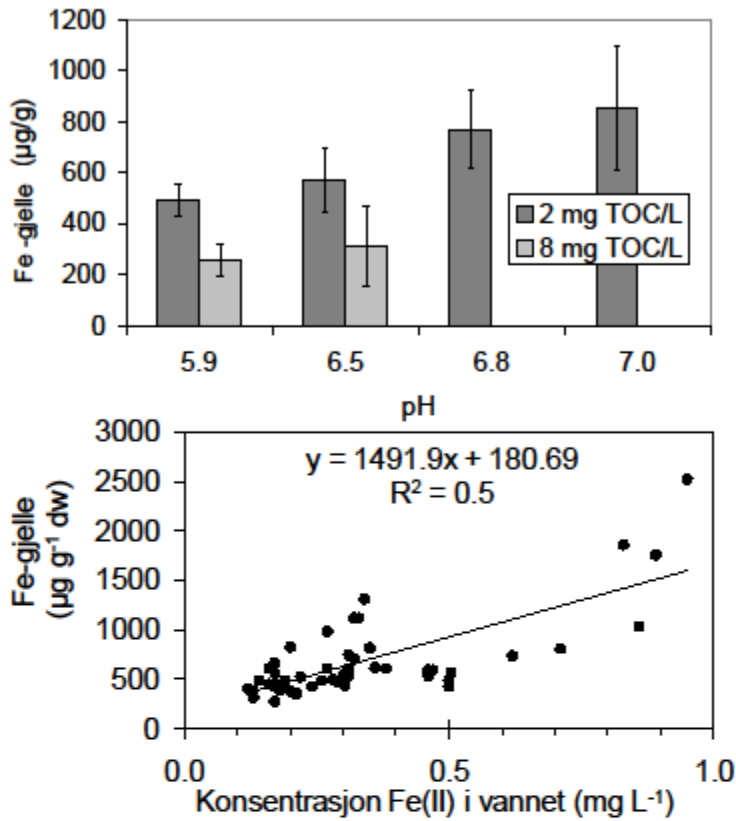 1200
1000
800
600
400
200
0
Fe -gjelle (µg/g)
2 mg TOC/L
8 mg TOC/L
5.9 6.5 6.8 7.0
pH
3000
2500
2000
1500
1000
500
0
Fe-gjelle
(µg g⁻¹ dw)
y = 1491.9x + 180.69
R² = 0.5
0.0 0.5 1.0
Konsentrasjon Fe(II) i vannet (mg L⁻¹)